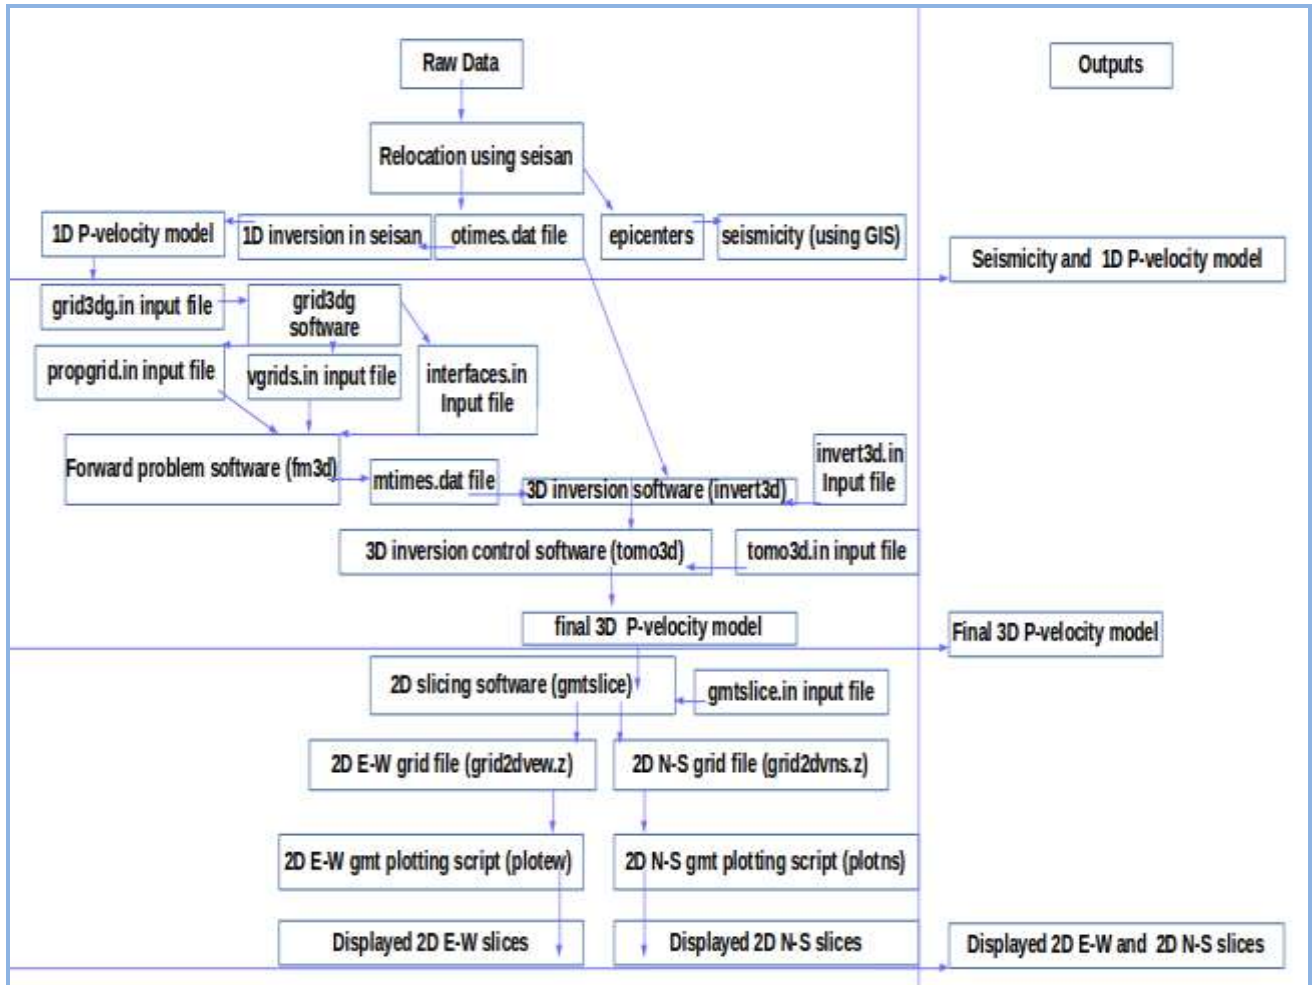 Raw Data
Outputs
Relocation using seisan
1D P-velocity model
1D inversion in seisan
otimes.dat file
epicenters
seismicity (using GIS)
Seismicity and 1D P-velocity model
grid3dg.in input file
grid3dg
software
propgrid.in input file
vgrids.in input file
interfaces.in
Input file
Forward problem software (fm3d)
mtimes.dat file
3D inversion software (invert3d)
invert3d.in
Input file
3D inversion control software (tomo3d)
tomo3d.in input file
final 3D P-velocity model
Final 3D P-velocity model
2D slicing software (gmtslice)
gmtslice.in input file
2D E-W grid file (grid2dvew.z)
2D N-S grid file (grid2dvns.z)
2D E-W gmt plotting script (plotew)
2D N-S gmt plotting script (plotns)
Displayed 2D E-W slices
Displayed 2D N-S slices
Displayed 2D E-W and 2D N-S slices